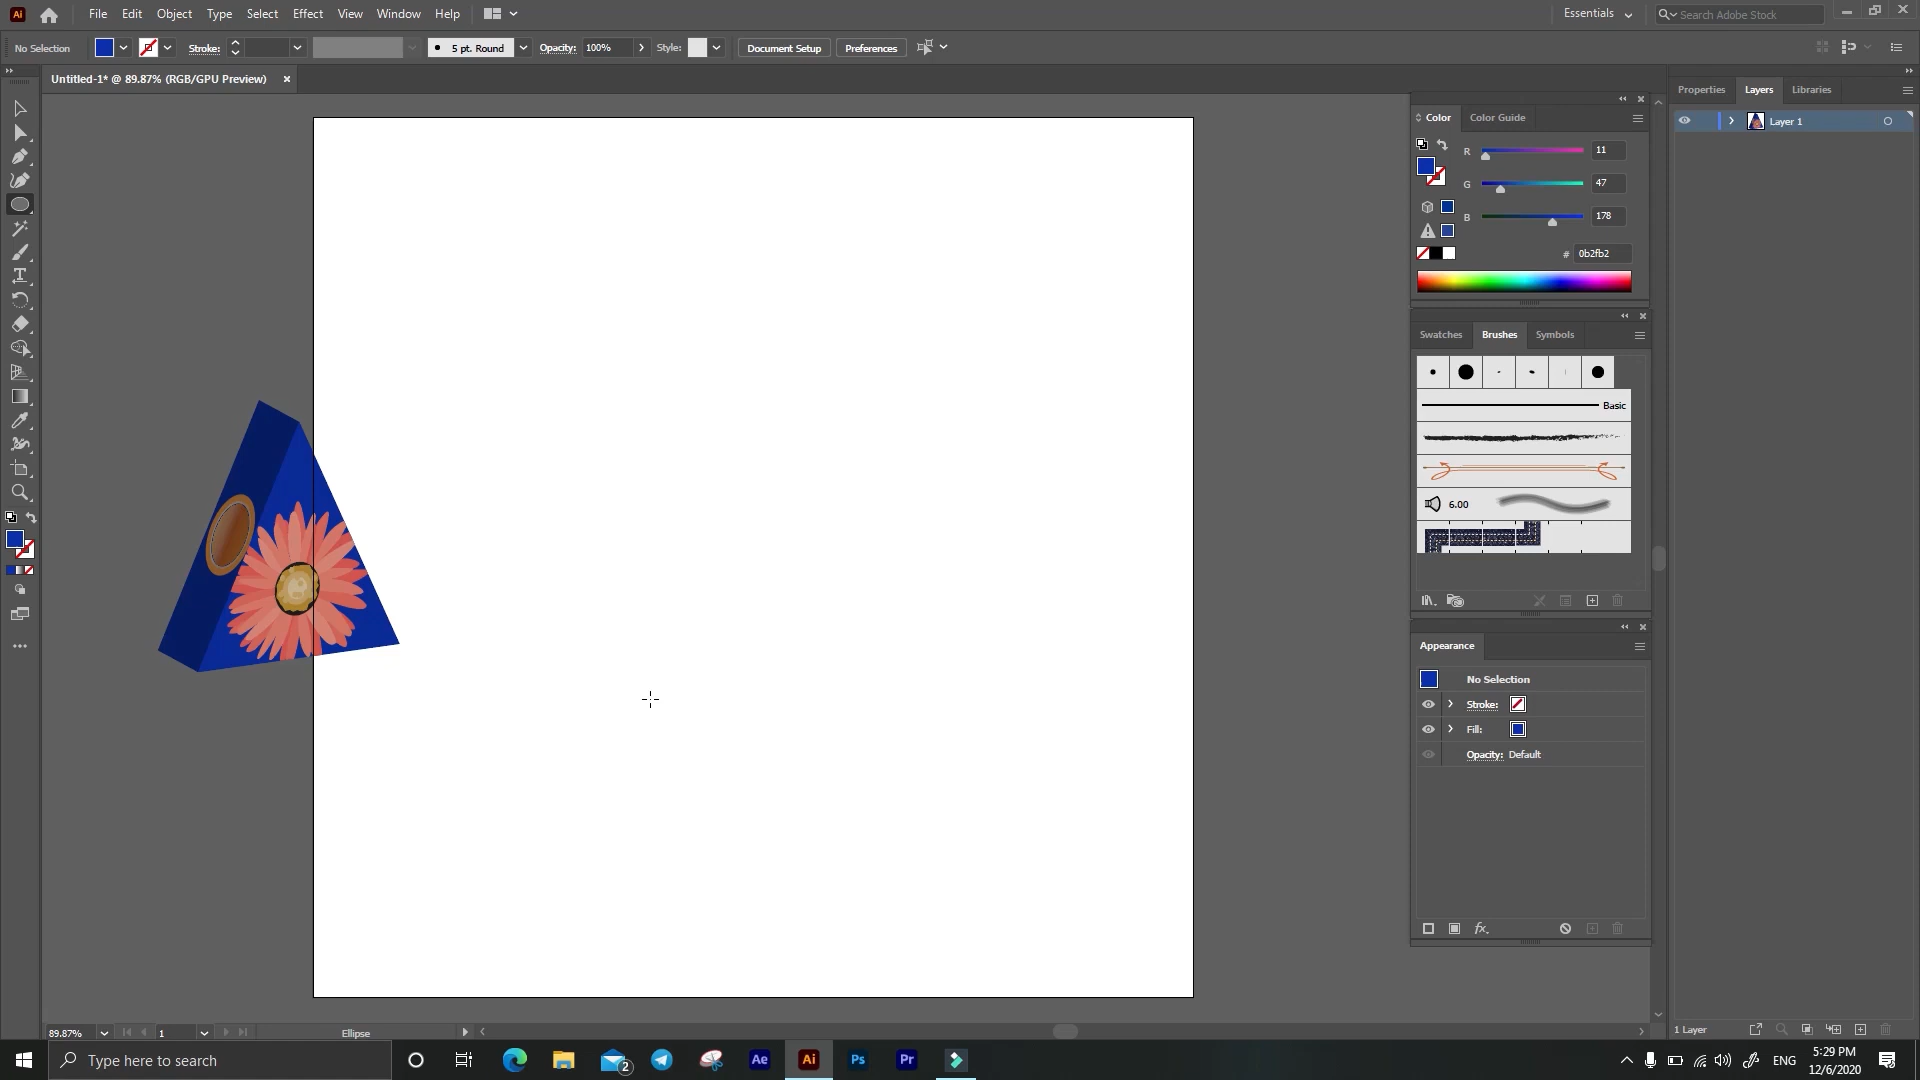 Ai File Edit Object Type Select Effect View Window Help Essentials Search Adobe Stock
No Selection Stroke: 5 pt. Round Opacity: 100% Style: Document Setup Preferences
Untitled-1* @ 89.87% (RGB/GPU Preview)
Properties Layers Libraries
Layer 1
Color Color Guide
R 11
G 47
B 178
# 0b2fb2
Swatches Brushes Symbols
Basic
6.00
Appearance
No Selection
Stroke:
Fill:
Opacity: Default
fx
89.87% 1 Ellipse
1 Layer
Type here to search 2 Ae Ai Ps Pr ENG
5:29 PM
12/6/2020